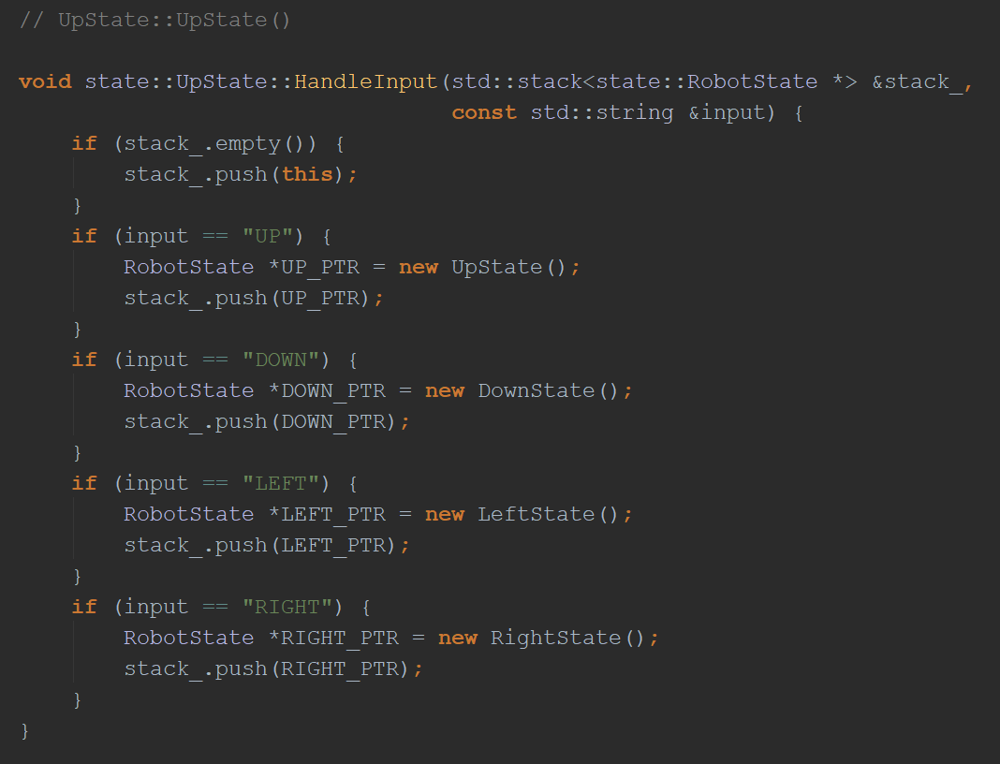 // UpState::UpState()
void state::UpState::HandleInput(std::stack<state::RobotState *> &stack_,
const std::string &input) {
if (stack_.empty()) {
stack_.push(this);
}
if (input == "UP") {
RobotState *UP_PTR = new UpState();
stack_.push(UP_PTR);
}
if (input == "DOWN") {
RobotState *DOWN_PTR = new DownState();
stack_.push(DOWN_PTR);
}
if (input == "LEFT") {
RobotState *LEFT_PTR = new LeftState();
stack_.push(LEFT_PTR);
}
if (input == "RIGHT") {
RobotState *RIGHT_PTR = new RightState();
stack_.push(RIGHT_PTR);
}
}